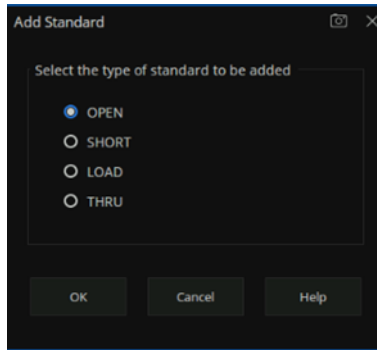 Add Standard
Select the type of standard to be added
OPEN
SHORT
LOAD
THRU
OK Cancel Help